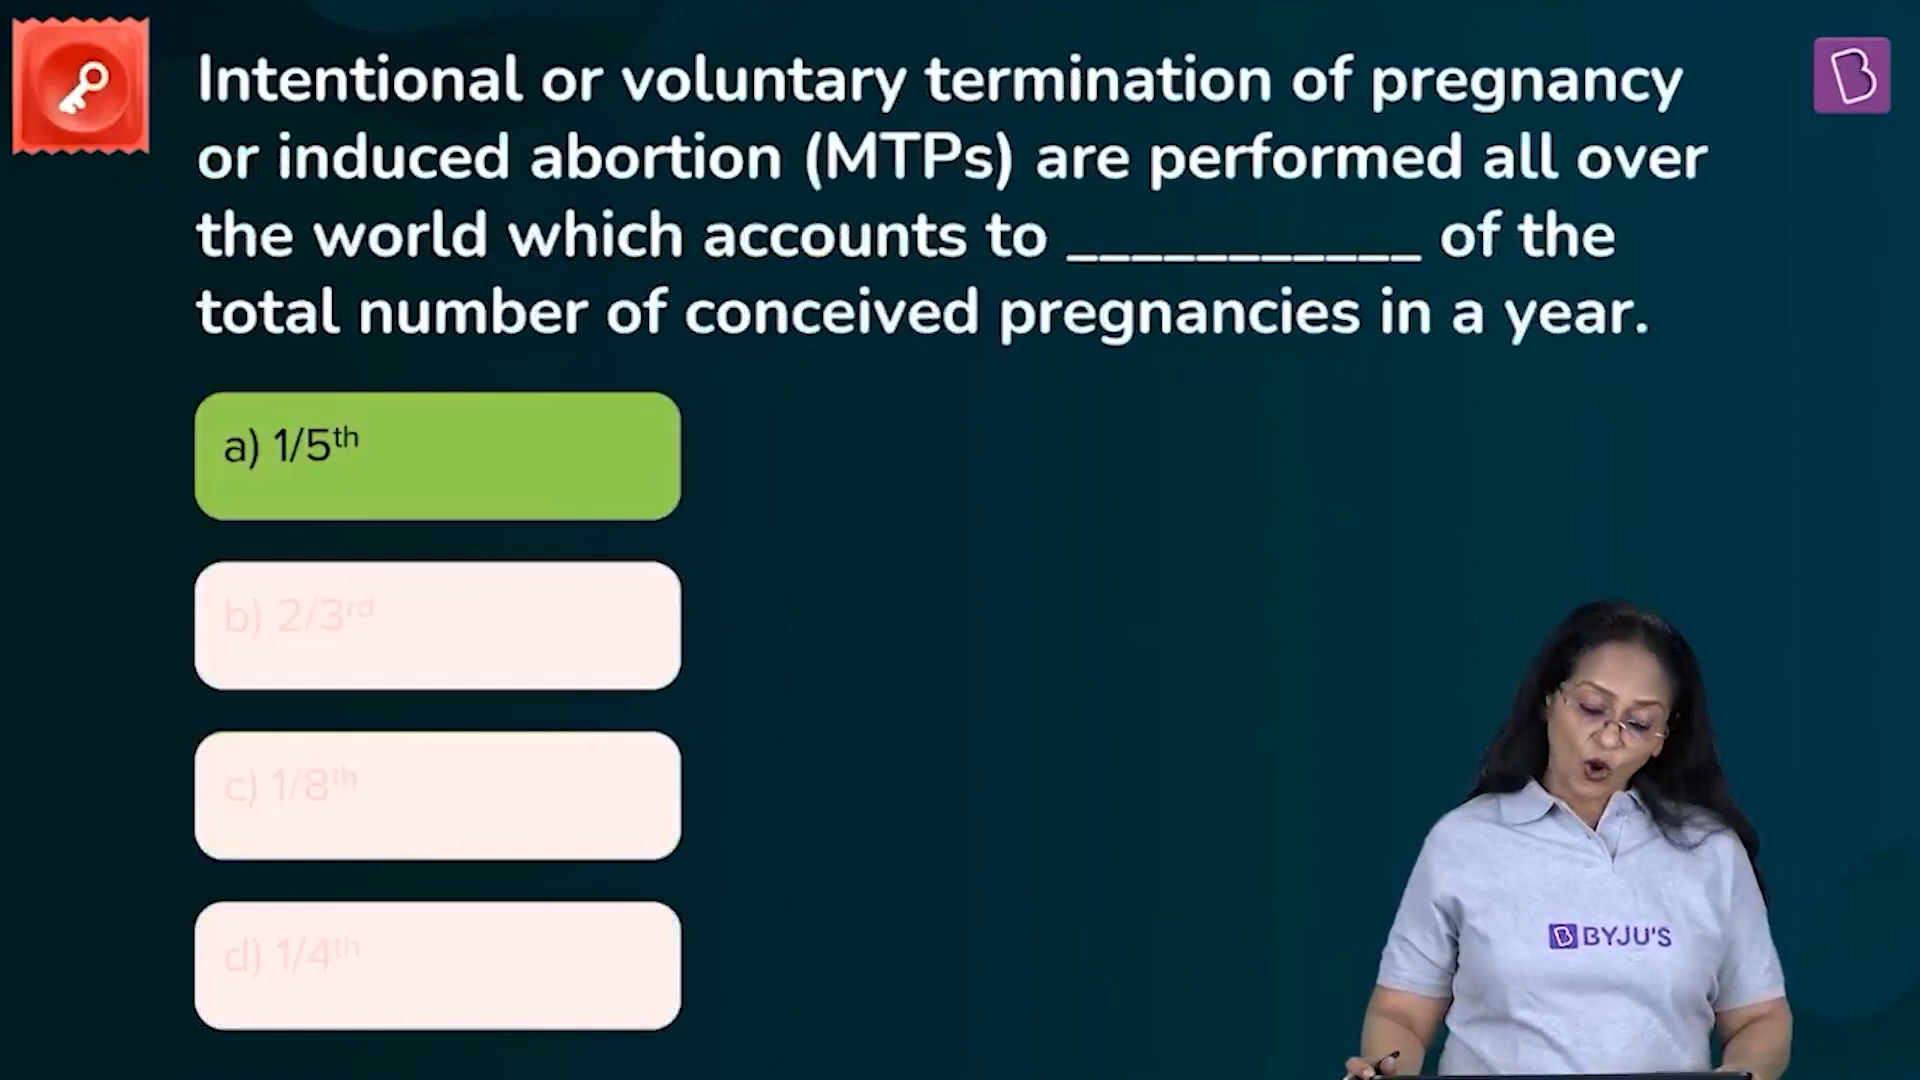 Intentional or voluntary termination of pregnancy
or induced abortion (MTPs) are performed all over
the world which accounts to ___________ of the
total number of conceived pregnancies in a year.
a) 1/5th
b) 2/3rd
c) 1/8th
d) 1/4th
BYJU'S